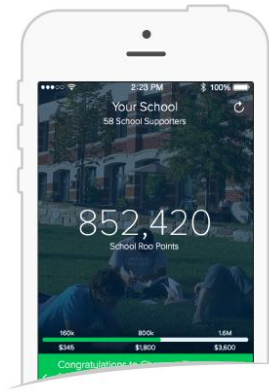 2:23 PM 100%
Your School
58 School Supporters
852,420
School Roo Points
160k 800k 1.6M
$345 $1,800 $3,600
Congratulations to